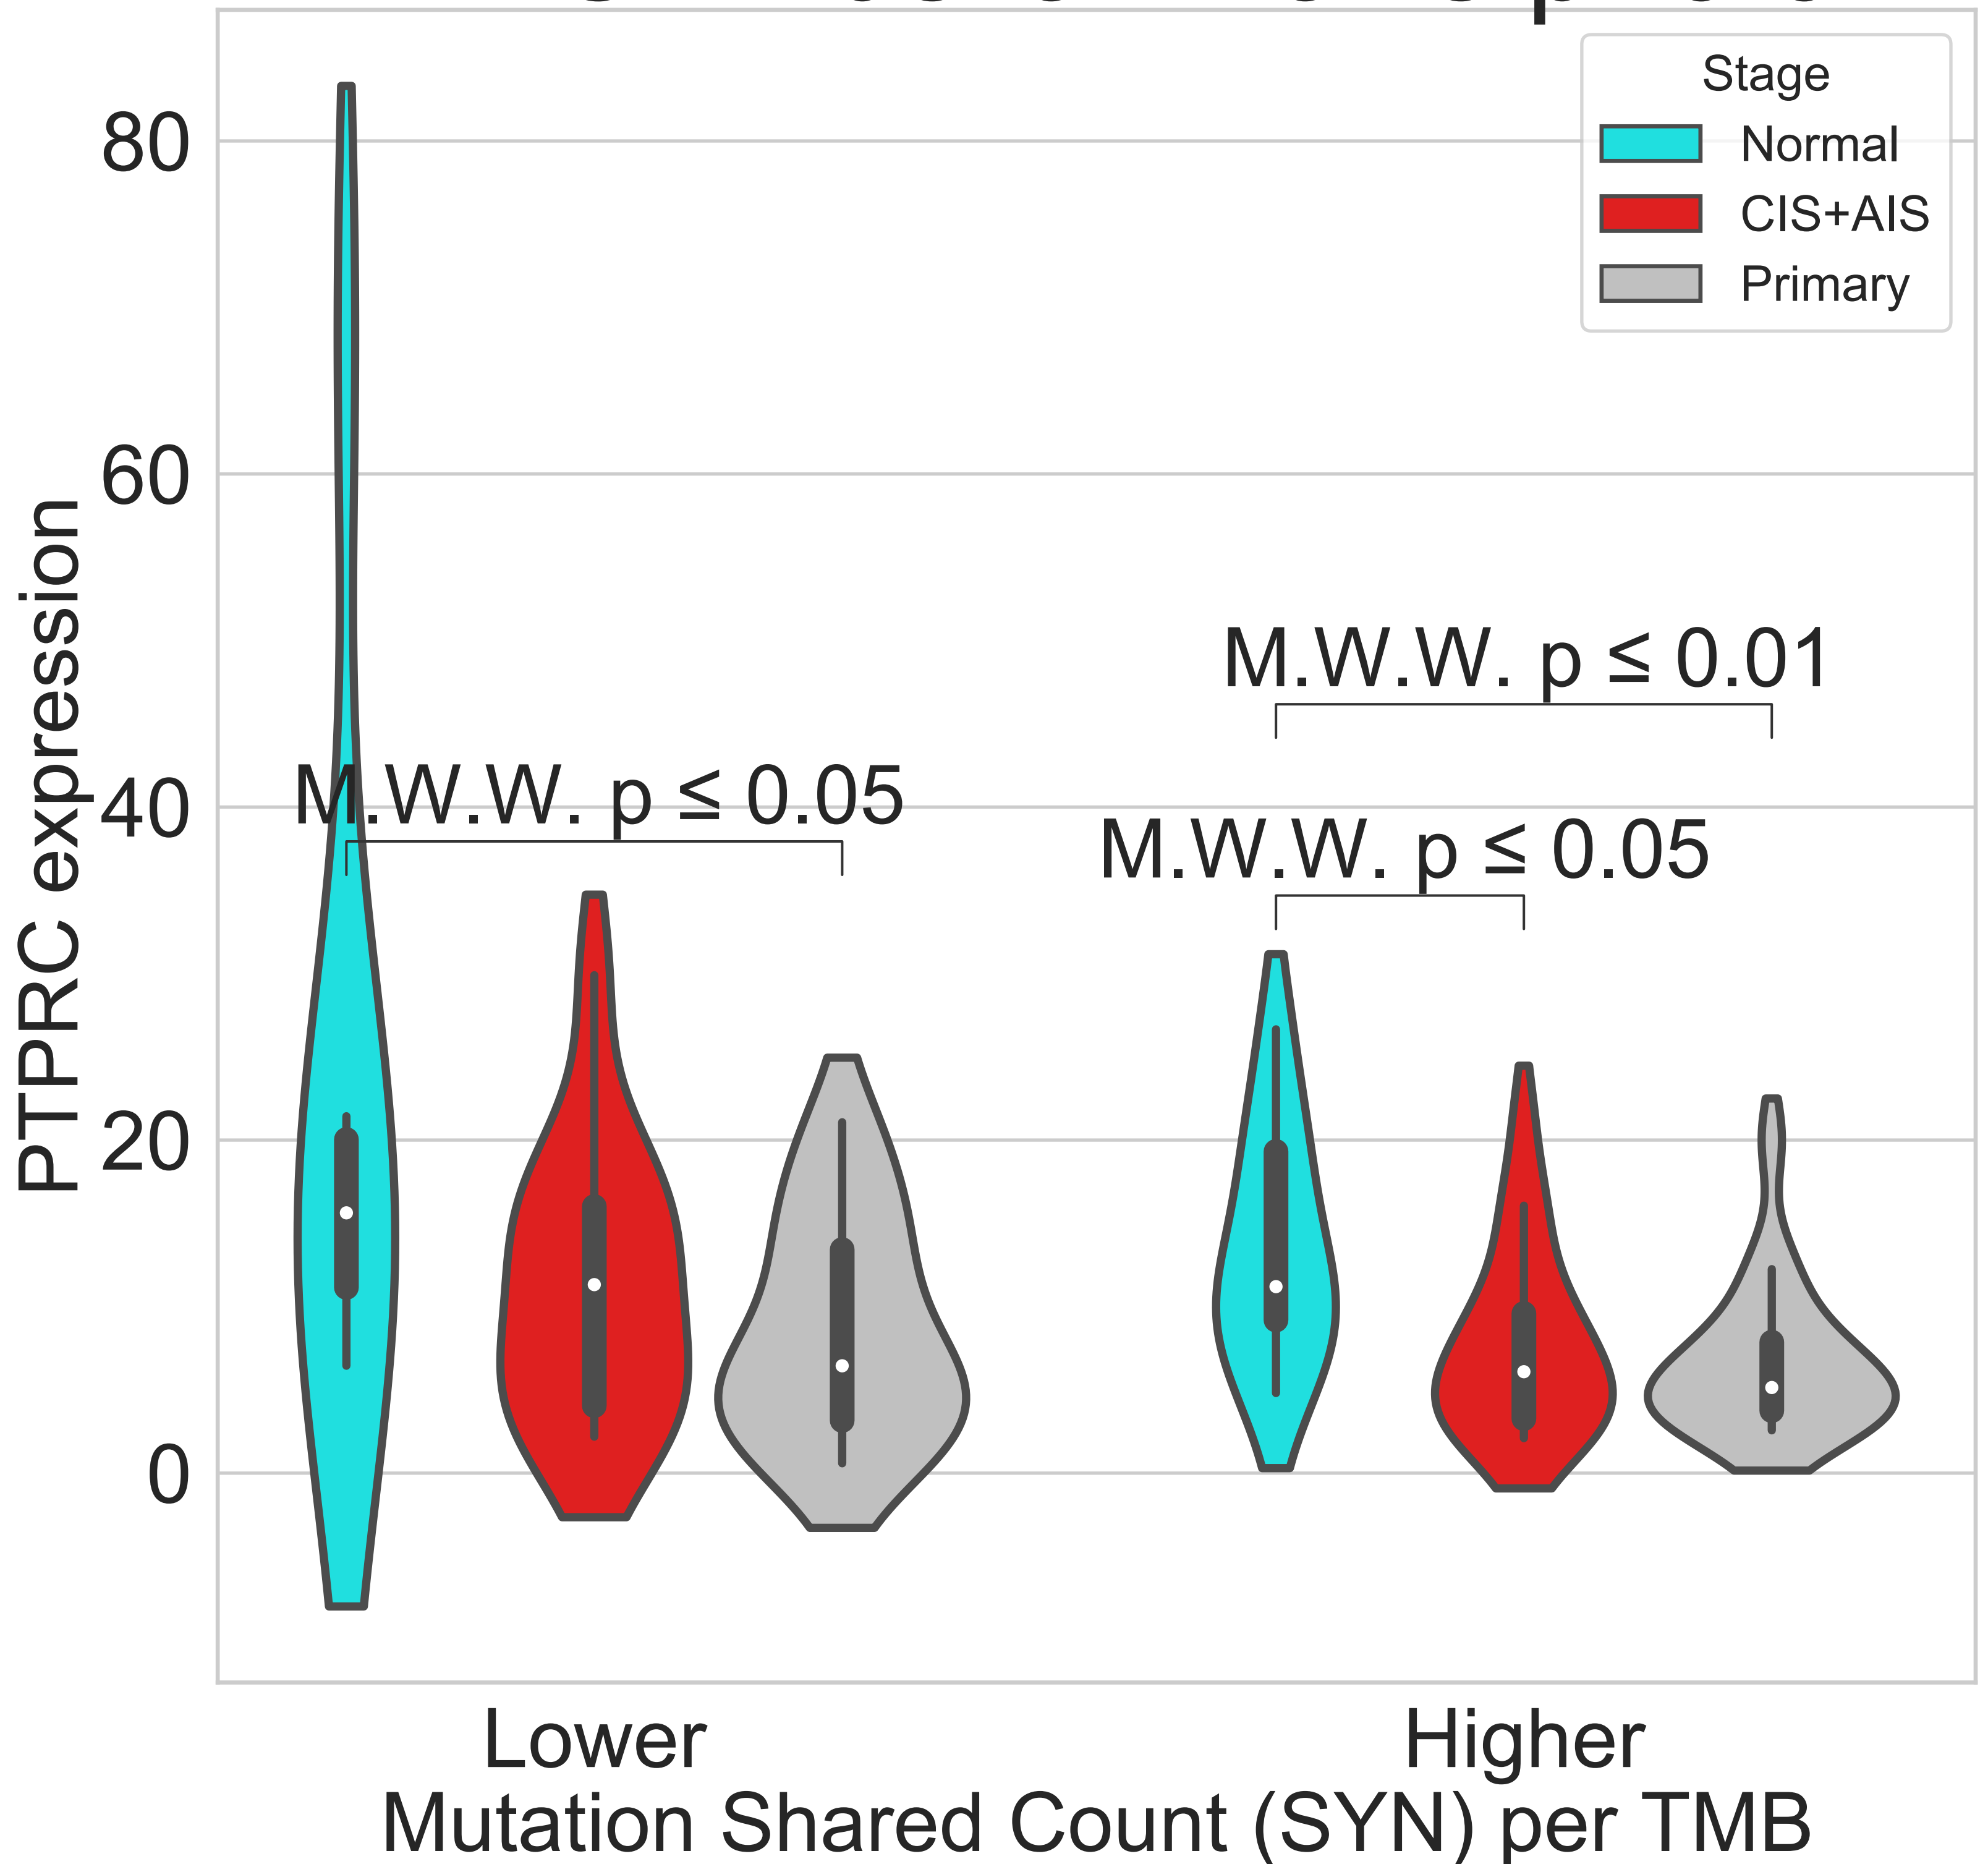 Stage
Normal
CIS+AIS
Primary
80
60
40
20
0
PTPRC expression
M.W.W. p ≤ 0.01
M.W.W. p ≤ 0.05
M.W.W. p ≤ 0.05
Lower
Higher
Mutation Shared Count (SYN) per TMB